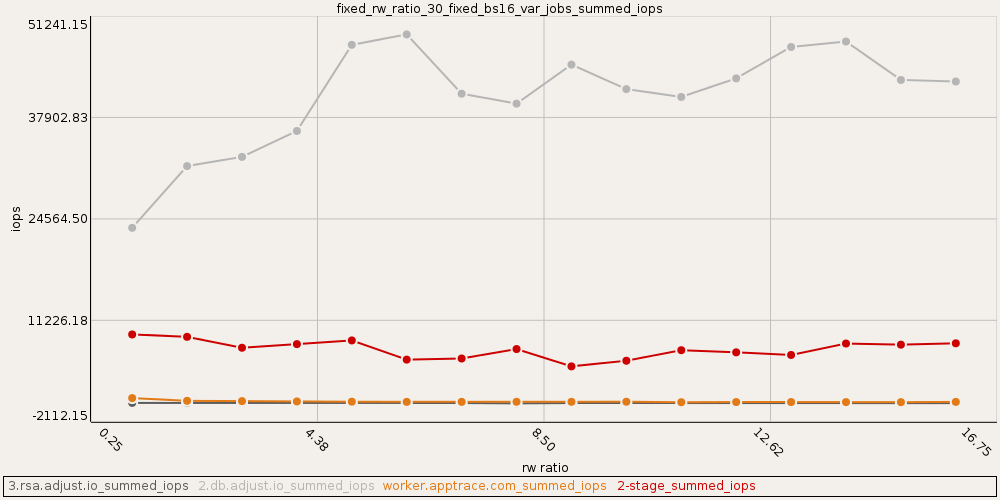 fixed_rw_ratio_30_fixed_bs16_var_jobs_summed_iops
51241.15
37902.83
24564.50
11226.18
-2112.15
iops
0.25
4.38
8.50
12.62
16.75
rw ratio
3.rsa.adjust.io_summed_iops 2.db.adjust.io_summed_iops worker.apptrace.com_summed_iops 2-stage_summed_iops